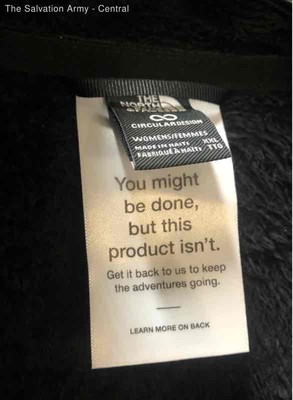 The Salvation Army - Central
THE
NORTH
CIRCULARDESIGN
WOMENS/FEMMES
MADE IN HAITI XXL
FABRIQUÉ À HAÏTI TTG
You might
be done,
but this
product isn't.
Get it back to us to keep
the adventures going.
LEARN MORE ON BACK